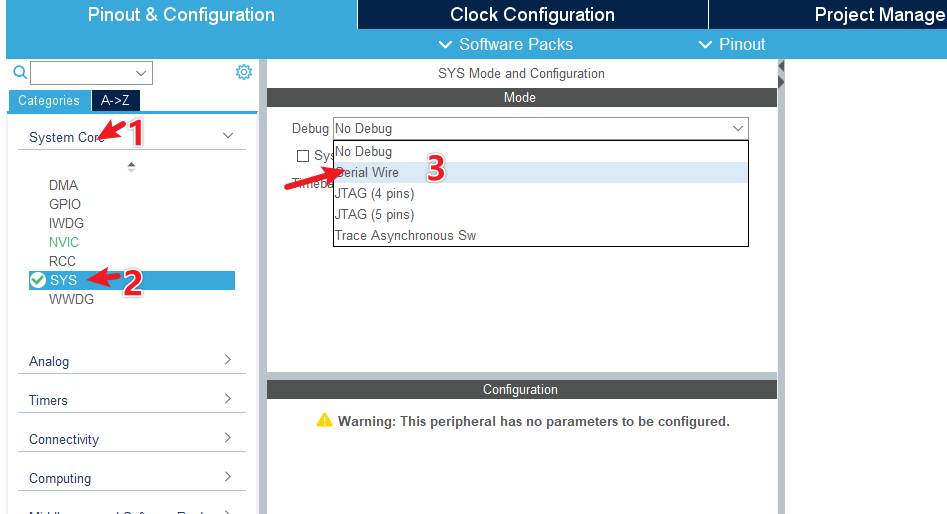 Pinout & Configuration
Clock Configuration
Project Manage
Software Packs
Pinout
Categories
A->Z
System Core
1
DMA
GPIO
IWDG
NVIC
RCC
SYS
2
WWDG
Analog
Timers
Connectivity
Computing
SYS Mode and Configuration
Mode
Debug No Debug
No Debug
Sys
Serial Wire
3
JTAG (4 pins)
JTAG (5 pins)
Trace Asynchronous Sw
Configuration
Warning: This peripheral has no parameters to be configured.